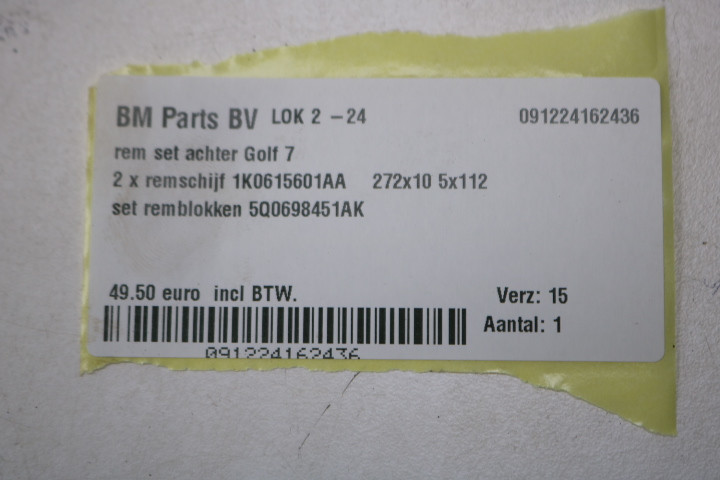 BM Parts BV LOK 2 - 24 091224162436
rem set achter Golf 7
2 x remschijf 1K0615601AA 272x10 5x112
set remblokken 5Q0698451AK
49.50 euro incl BTW. Verz: 15
Aantal: 1
091224162436